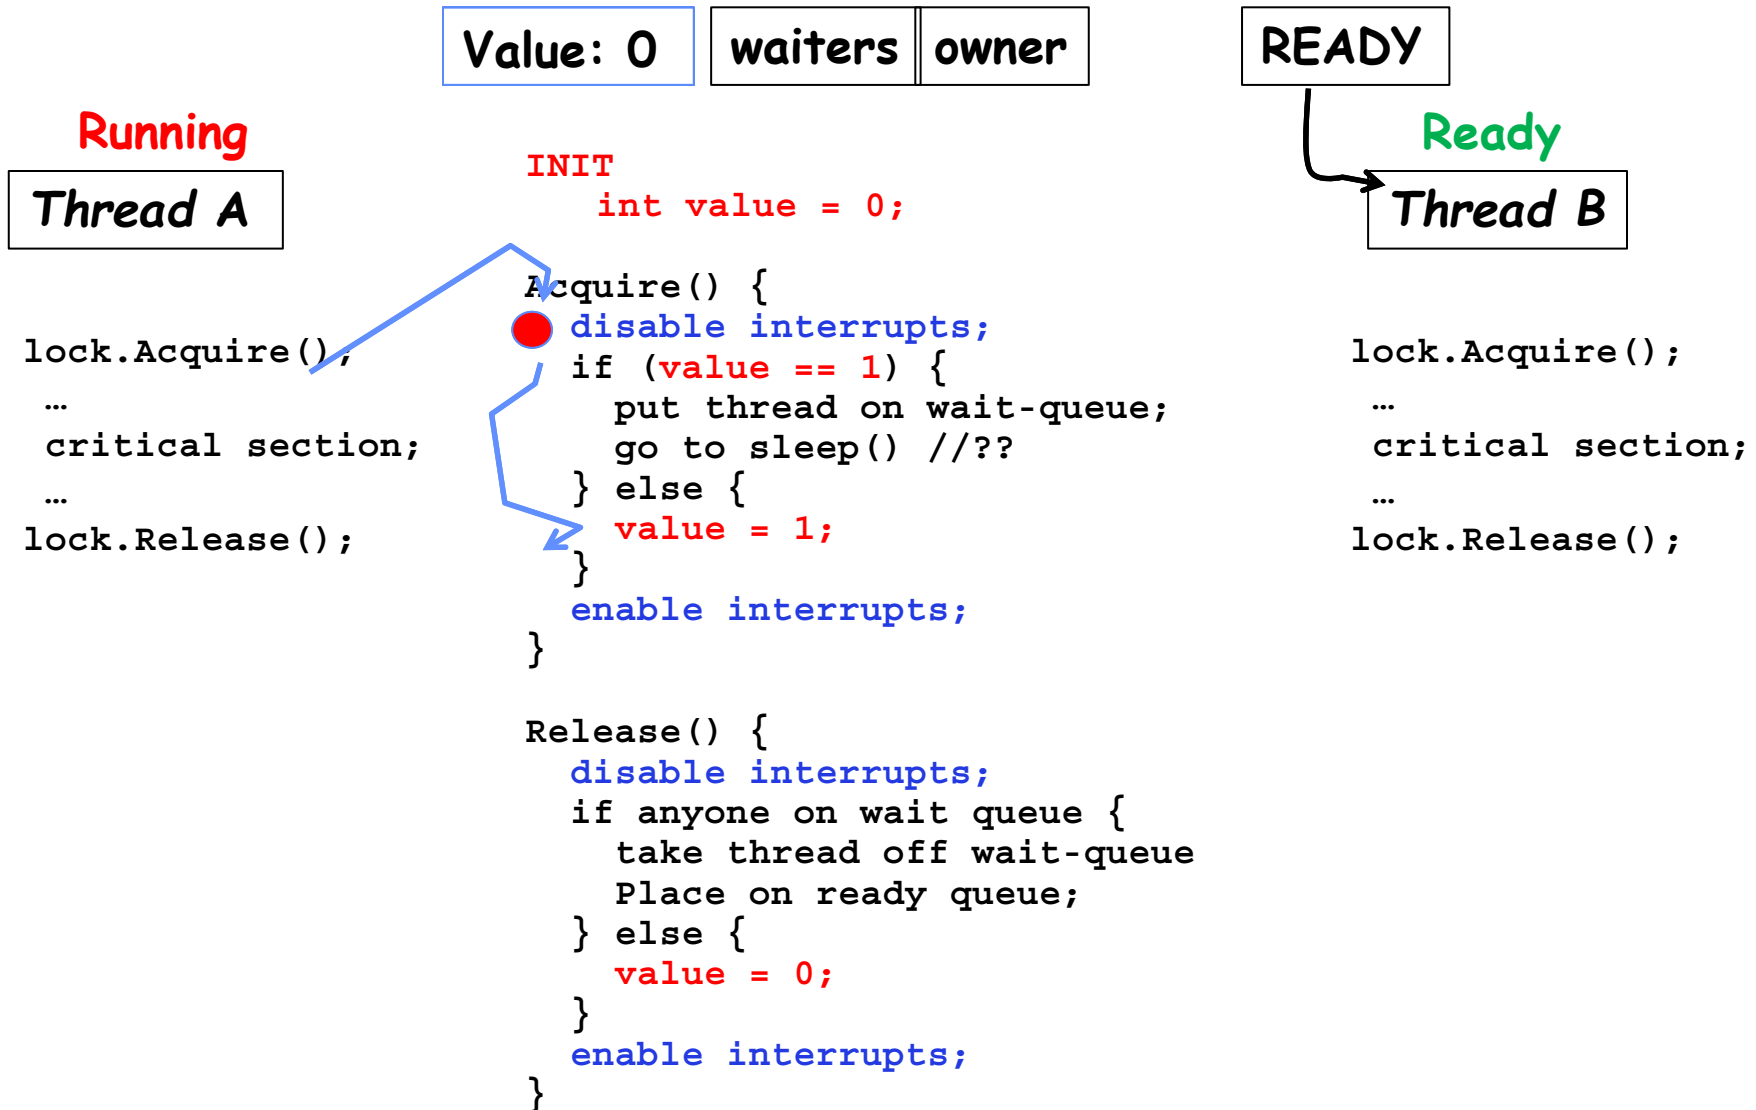 Value: 0 waiters owner READY
Running
Ready
Thread A
Thread B
INIT
int value = 0;
lock.Acquire();
…
critical section;
…
lock.Release();
Acquire() {
disable interrupts;
if (value == 1) {
put thread on wait-queue;
go to sleep() //??
} else {
value = 1;
}
enable interrupts;
}
Release() {
disable interrupts;
if anyone on wait queue {
take thread off wait-queue
Place on ready queue;
} else {
value = 0;
}
enable interrupts;
}
lock.Acquire();
…
critical section;
…
lock.Release();